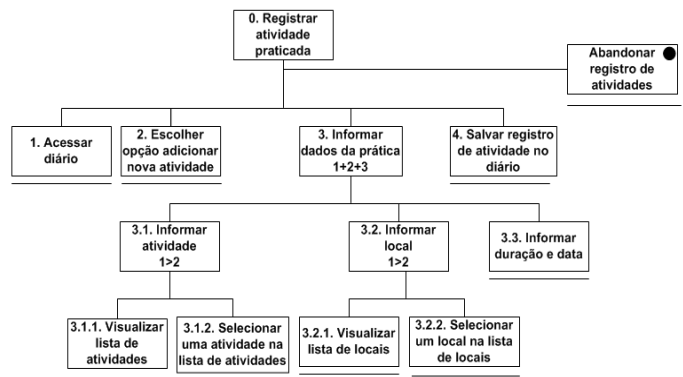 0. Registrar
atividade
praticada
Abandonar
registro de
atividades
1. Acessar
diário
2. Escolher
opção adicionar
nova atividade
3. Informar
dados da prática
1+2+3
4. Salvar registro
de atividade no
diário
3.1. Informar
atividade
1>2
3.2. Informar
local
1>2
3.3. Informar
duração e data
3.1.1. Visualizar
lista de
atividades
3.1.2. Selecionar
uma atividade na
lista de atividades
3.2.1. Visualizar
lista de locais
3.2.2. Selecionar
um local na lista
de locais